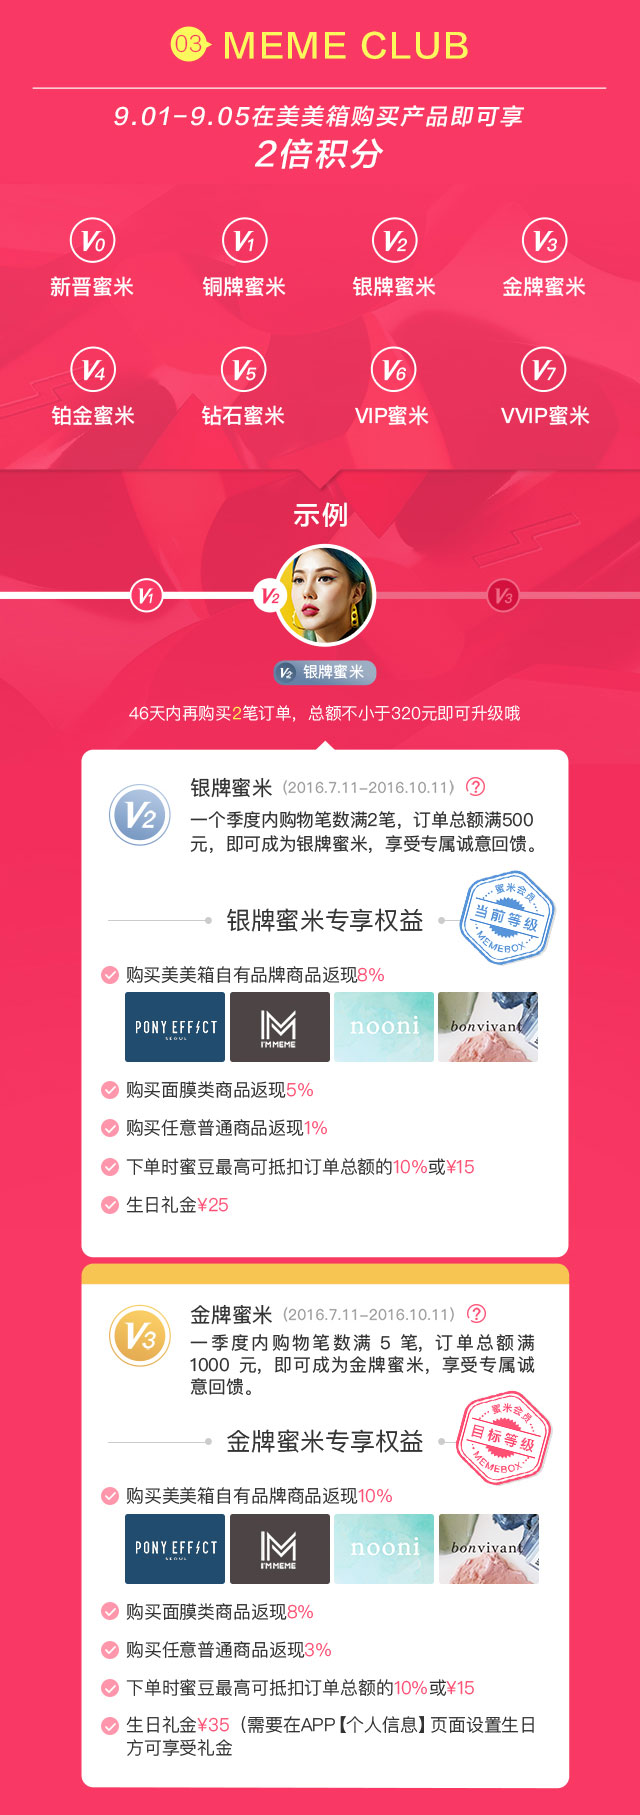 03 MEME CLUB
9.01-9.05在美美箱购买产品即可享
2倍积分
V0 V1 V2 V3
新晋蜜米 铜牌蜜米 银牌蜜米 金牌蜜米
V4 V5 V6 V7
铂金蜜米 钻石蜜米 VIP蜜米 VVIP蜜米
示例
V1 V2 V3
V2 银牌蜜米
46天内再购买2笔订单，总额不小于320元即可升级哦
V2
银牌蜜米（2016.7.11-2016.10.11）?
一个季度内购物笔数满2笔，订单总额满500
元，即可成为银牌蜜米，享受专属诚意回馈。
蜜米会员
当前等级
MEMEBOX
银牌蜜米专享权益
购买美美箱自有品牌商品返现8%
PONY EFFECT SEOUL
M I'M MEME
nooni
bonvivant
购买面膜类商品返现5%
购买任意普通商品返现1%
下单时蜜豆最高可抵扣订单总额的10%或¥15
生日礼金¥25
V3
金牌蜜米（2016.7.11-2016.10.11）?
一季度内购物笔数满 5 笔, 订单总额满
1000 元，即可成为金牌蜜米，享受专属诚
意回馈。
蜜米会员
目标等级
MEMEBOX
金牌蜜米专享权益
购买美美箱自有品牌商品返现10%
PONY EFFECT SEOUL
M I'M MEME
nooni
bonvivant
购买面膜类商品返现8%
购买任意普通商品返现3%
下单时蜜豆最高可抵扣订单总额的10%或¥15
生日礼金¥35（需要在APP【个人信息】页面设置生日
方可享受礼金